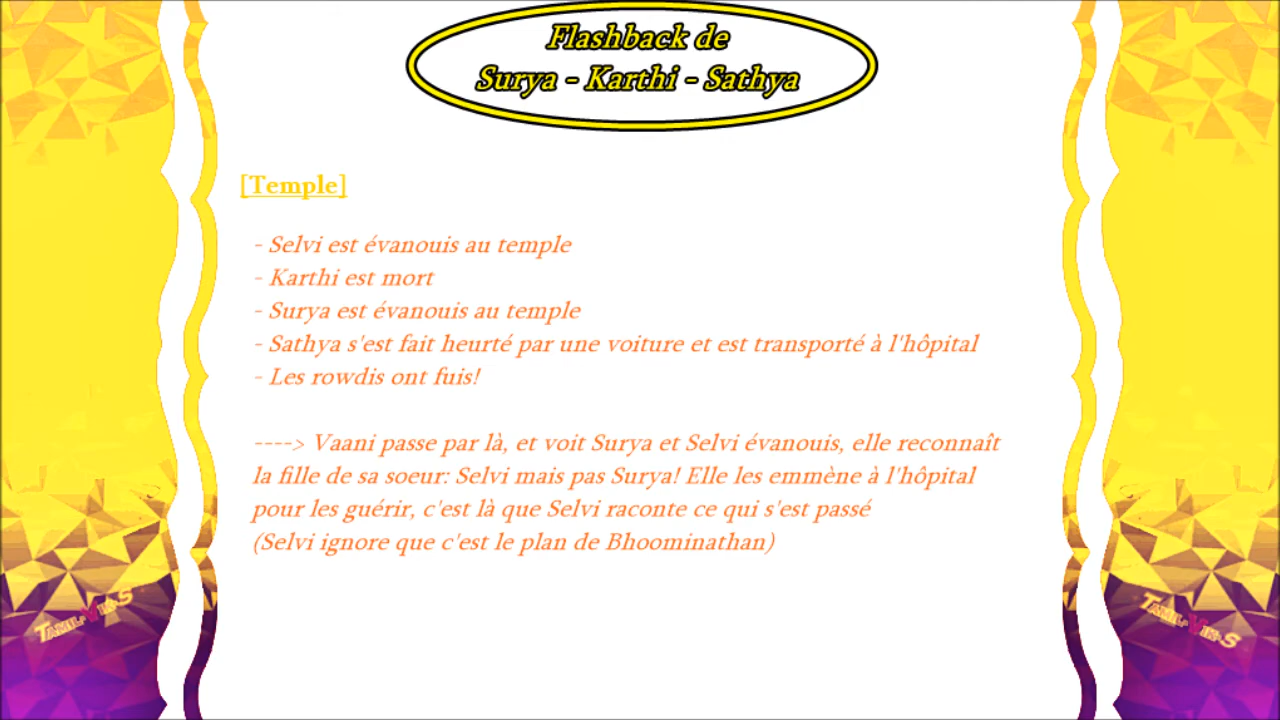 Flashback de
Surya - Karthi - Sathya
[Temple]
- Selvi est évanouis au temple
- Karthi est mort
- Surya est évanouis au temple
- Sathya s'est fait heurté par une voiture et est transporté à l'hôpital
- Les rowdis ont fuis!
----> Vaani passe par là, et voit Surya et Selvi évanouis, elle reconnaît
la fille de sa soeur: Selvi mais pas Surya! Elle les emmène à l'hôpital
pour les guérir, c'est là que Selvi raconte ce qui s'est passé
(Selvi ignore que c'est le plan de Bhoominathan)
TAMIL-VIN-S
TAMIL-VIN-S